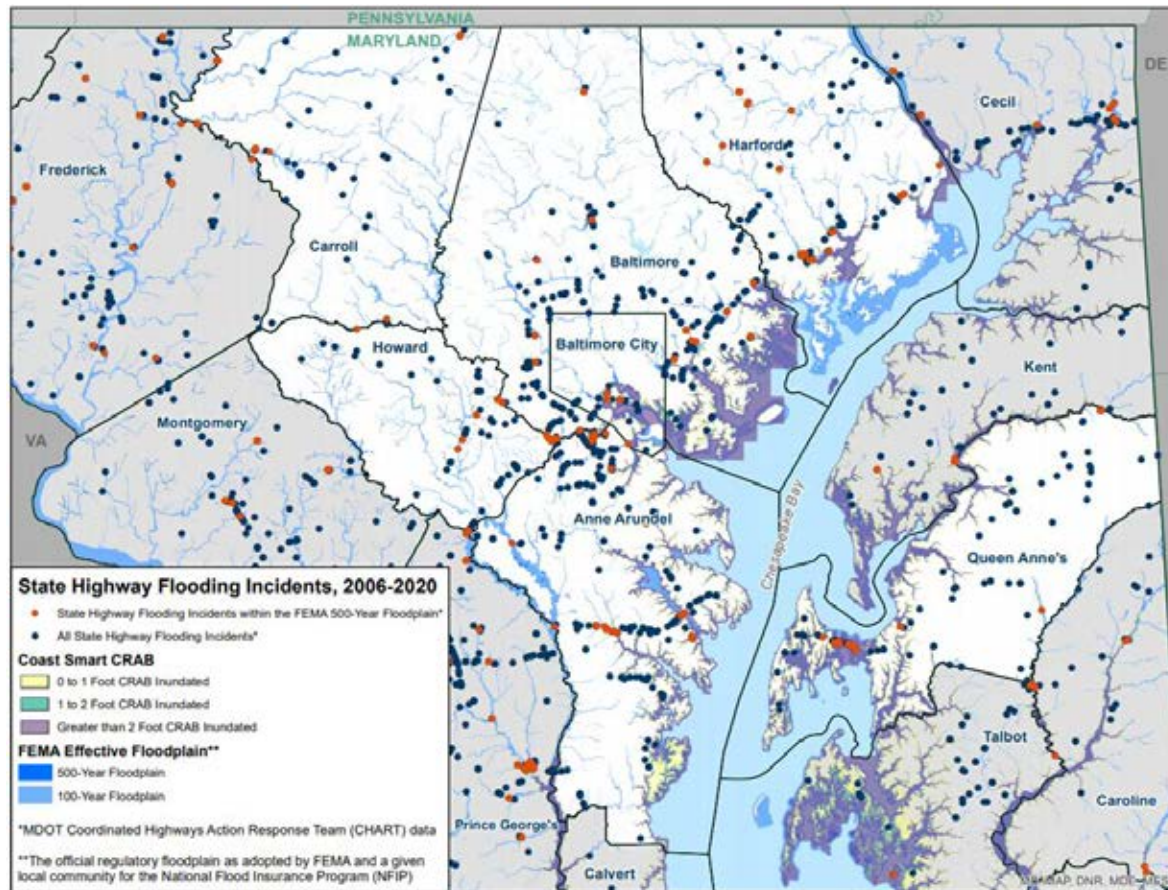 PENNSYLVANIA
MARYLAND
DE
Cecil
Harford
Frederick
Carroll
Baltimore
Baltimore City
Howard
Kent
Montgomery
VA
Chesapeake Bay
Anne Arundel
Queen Anne's
State Highway Flooding Incidents, 2006-2020
State Highway Flooding Incidents within the FEMA 500-Year Floodplain*
All State Highway Flooding Incidents*
Coast Smart CRAB
0 to 1 Foot CRAB Inundated
1 to 2 Foot CRAB Inundated
Greater than 2 Foot CRAB Inundated
FEMA Effective Floodplain**
500-Year Floodplain
100-Year Floodplain
*MDOT Coordinated Highways Action Response Team (CHART) data
**The official regulatory floodplain as adopted by FEMA and a given
local community for the National Flood Insurance Program (NFIP)
Talbot
Caroline
Prince George's
Calvert
DNR,